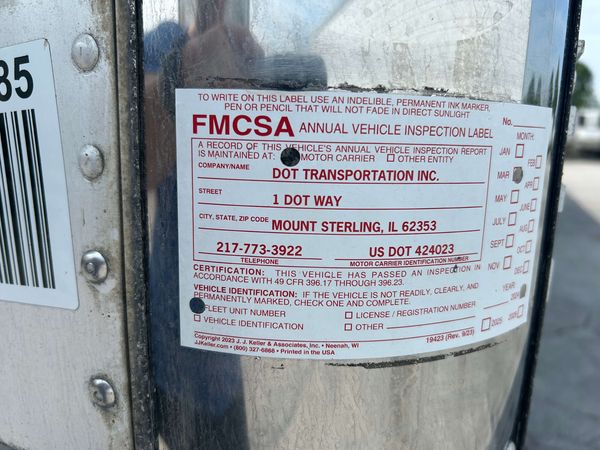 85
TO WRITE ON THIS LABEL USE AN INDELIBLE, PERMANENT INK MARKER,
PEN OR PENCIL THAT WILL NOT FADE IN DIRECT SUNLIGHT
FMCSA ANNUAL VEHICLE INSPECTION LABEL
A RECORD OF THIS VEHICLE'S ANNUAL VEHICLE INSPECTION REPORT
IS MAINTAINED AT: MOTOR CARRIER OTHER ENTITY
COMPANY/NAME
DOT TRANSPORTATION INC.
STREET
1 DOT WAY
CITY, STATE, ZIP CODE
MOUNT STERLING, IL 62353
217-773-3922 US DOT 424023
TELEPHONE MOTOR CARRIER IDENTIFICATION NUMBER
CERTIFICATION: THIS VEHICLE HAS PASSED AN INSPECTION IN
ACCORDANCE WITH 49 CFR 396.17 THROUGH 396.23.
VEHICLE IDENTIFICATION: IF THE VEHICLE IS NOT READILY, CLEARLY, AND
PERMANENTLY MARKED, CHECK ONE AND COMPLETE.
FLEET UNIT NUMBER LICENSE / REGISTRATION NUMBER
VEHICLE IDENTIFICATION OTHER
Copyright 2023 J. J. Keller & Associates, Inc. • Neenah, WI
JJKeller.com • (800) 327-6868 • Printed in the USA
19423 (Rev. 9/23)
No.
MONTH:
JAN FEB
MAR APR
MAY JUNE
JULY AUG
SEPT OCT
NOV DEC
YEAR
2025